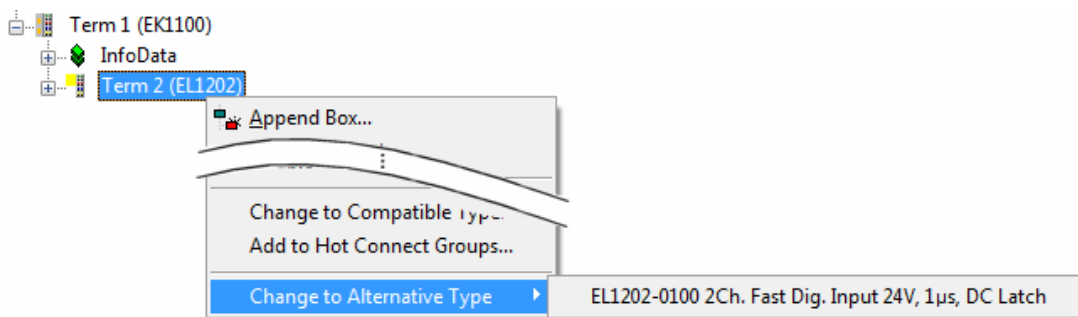 Term 1 (EK1100)
InfoData
Term 2 (EL1202)
Append Box...
Change to Compatible
Add to Hot Connect Groups...
Change to Alternative Type
EL1202-0100 2Ch. Fast Dig. Input 24V, 1µs, DC Latch